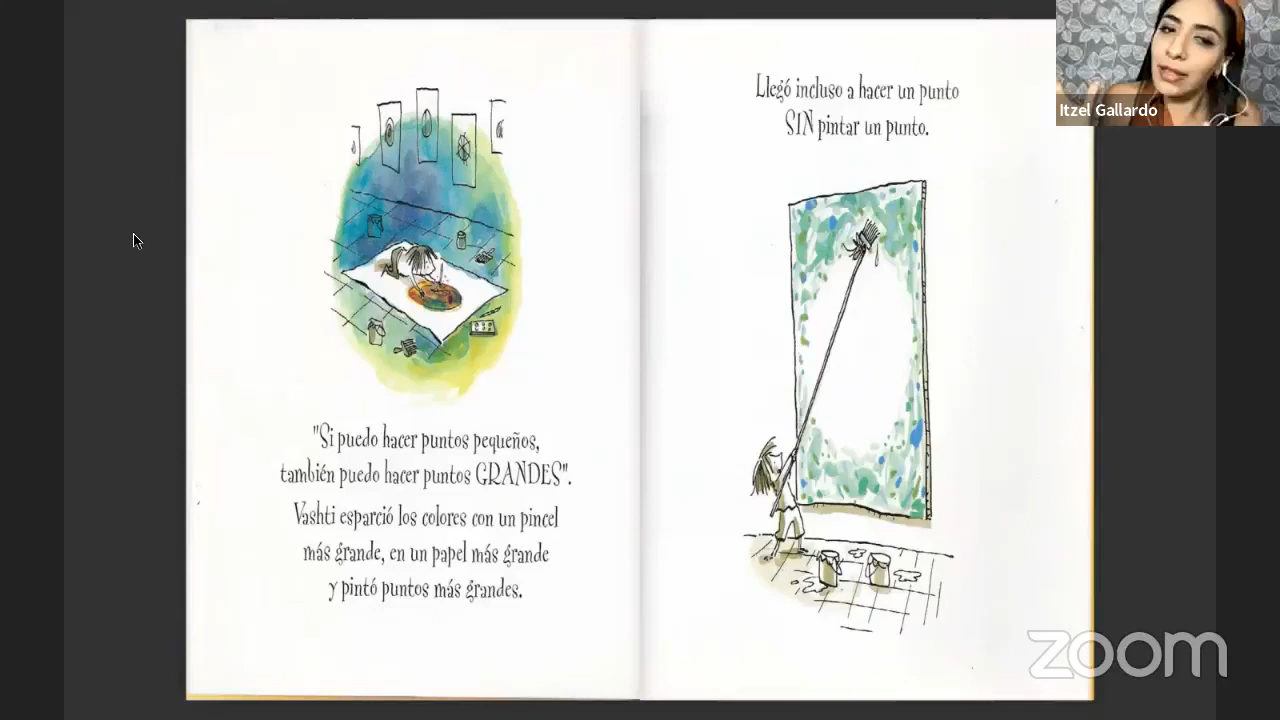 "Si puedo hacer puntos pequeños,
también puedo hacer puntos GRANDES".
Vashti esparció los colores con un pincel
más grande, en un papel más grande
y pintó puntos más grandes.
Llegó incluso a hacer un punto
SIN pintar un punto.
Itzel Gallardo
zoom